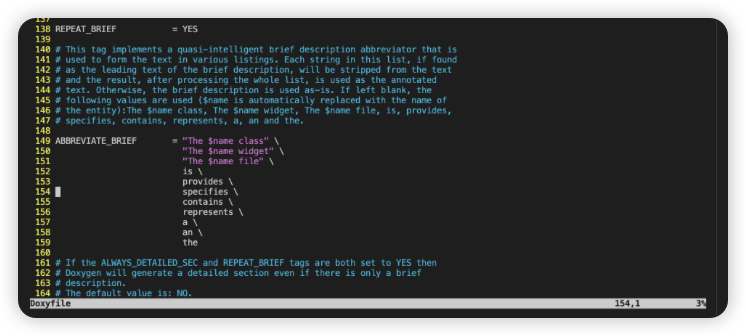 137
138 REPEAT_BRIEF = YES
139
140 # This tag implements a quasi-intelligent brief description abbreviator that is
141 # used to form the text in various listings. Each string in this list, if found
142 # as the leading text of the brief description, will be stripped from the text
143 # and the result, after processing the whole list, is used as the annotated
144 # text. Otherwise, the brief description is used as-is. If left blank, the
145 # following values are used ($name is automatically replaced with the name of
146 # the entity):The $name class, The $name widget, The $name file, is, provides,
147 # specifies, contains, represents, a, an and the.
148
149 ABBREVIATE_BRIEF = "The $name class" \
150 "The $name widget" \
151 "The $name file" \
152 is \
153 provides \
154 specifies \
155 contains \
156 represents \
157 a \
158 an \
159 the
160
161 # If the ALWAYS_DETAILED_SEC and REPEAT_BRIEF tags are both set to YES then
162 # Doxygen will generate a detailed section even if there is only a brief
163 # description.
164 # The default value is: NO.
Doxyfile 154,1 3%